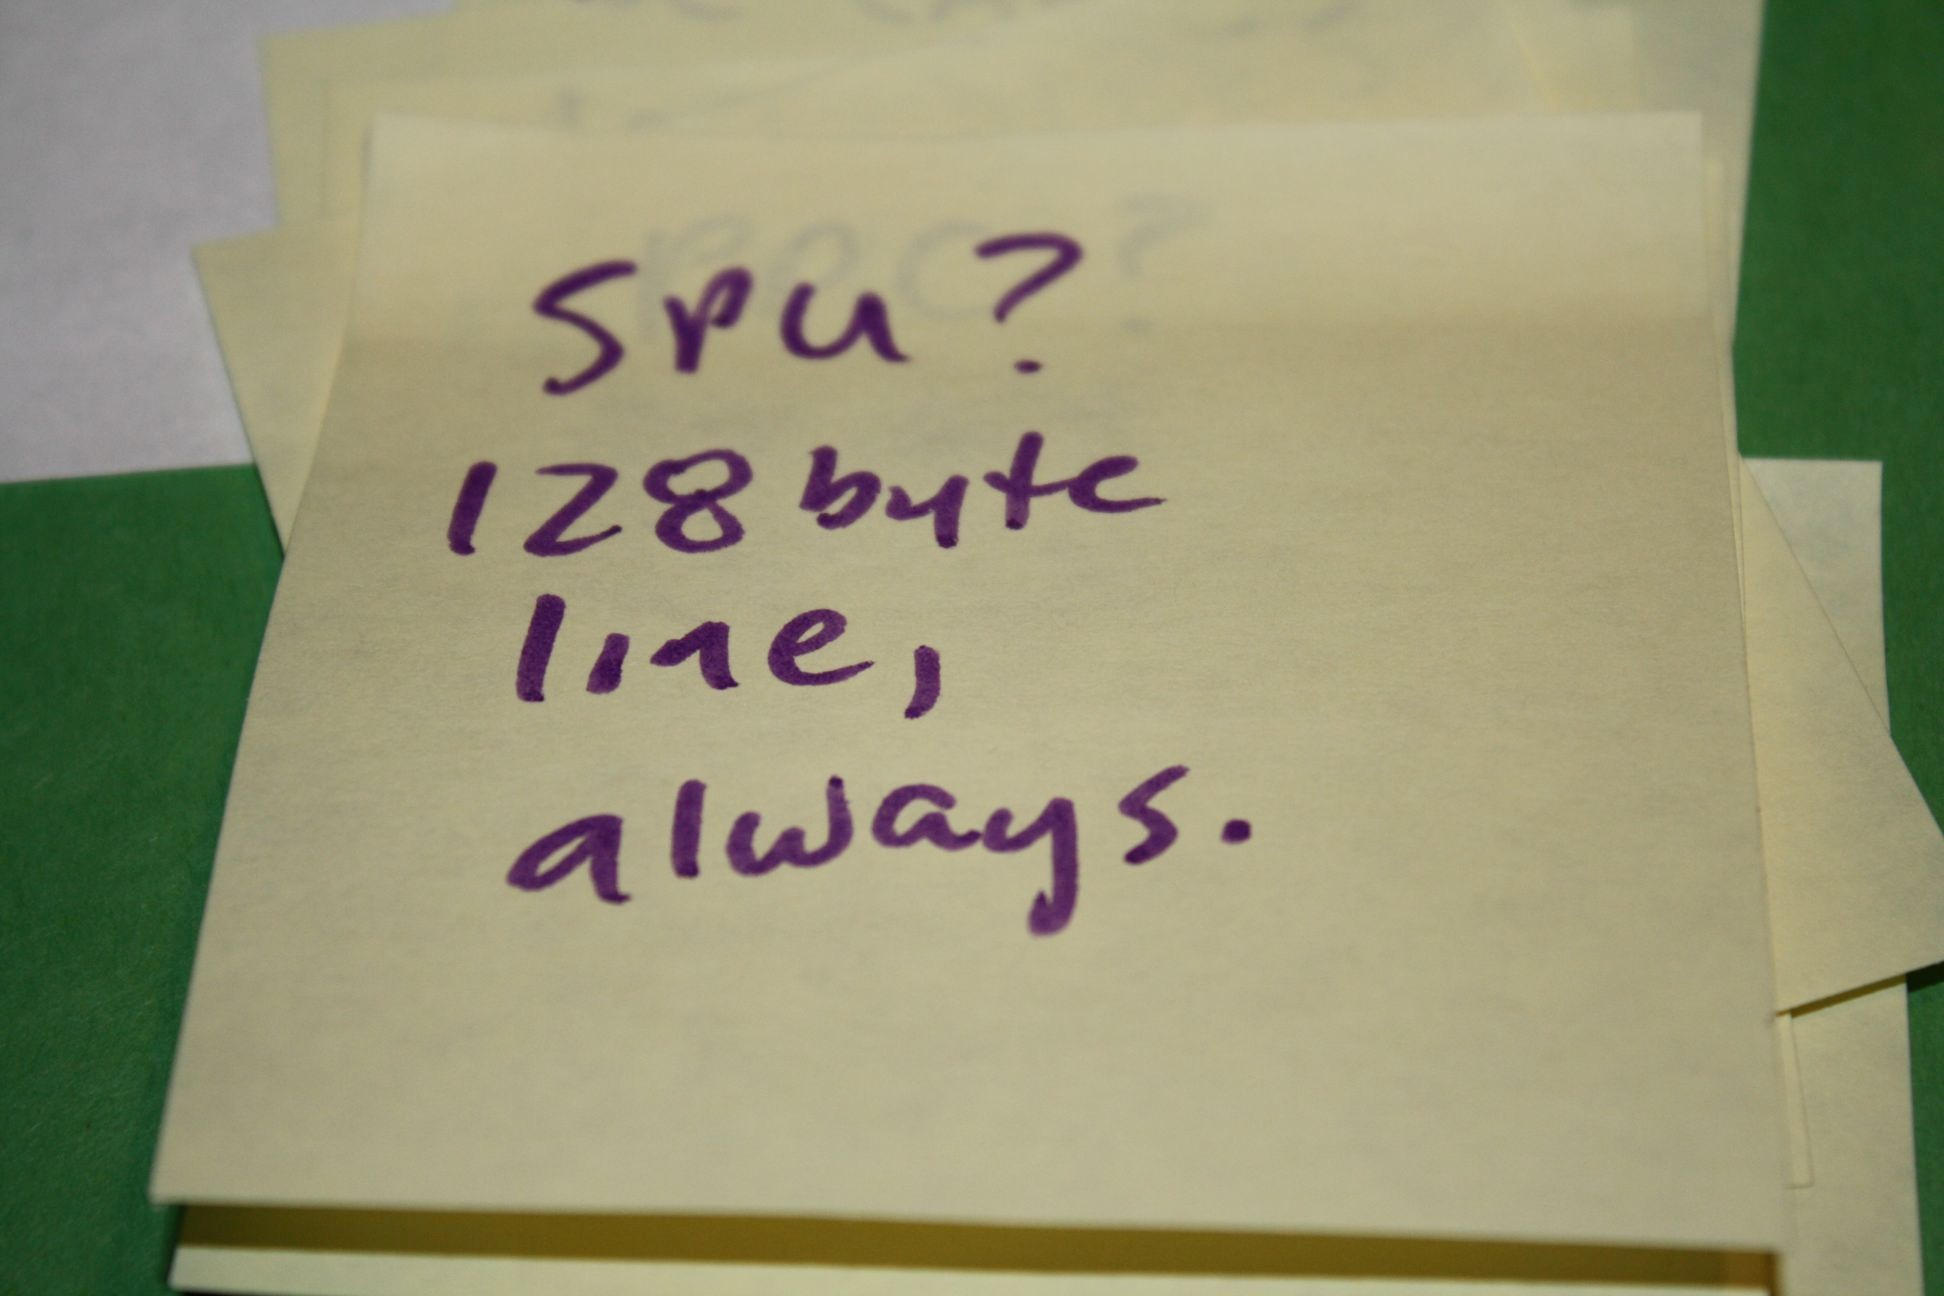 SPU?
128 byte
line,
always.